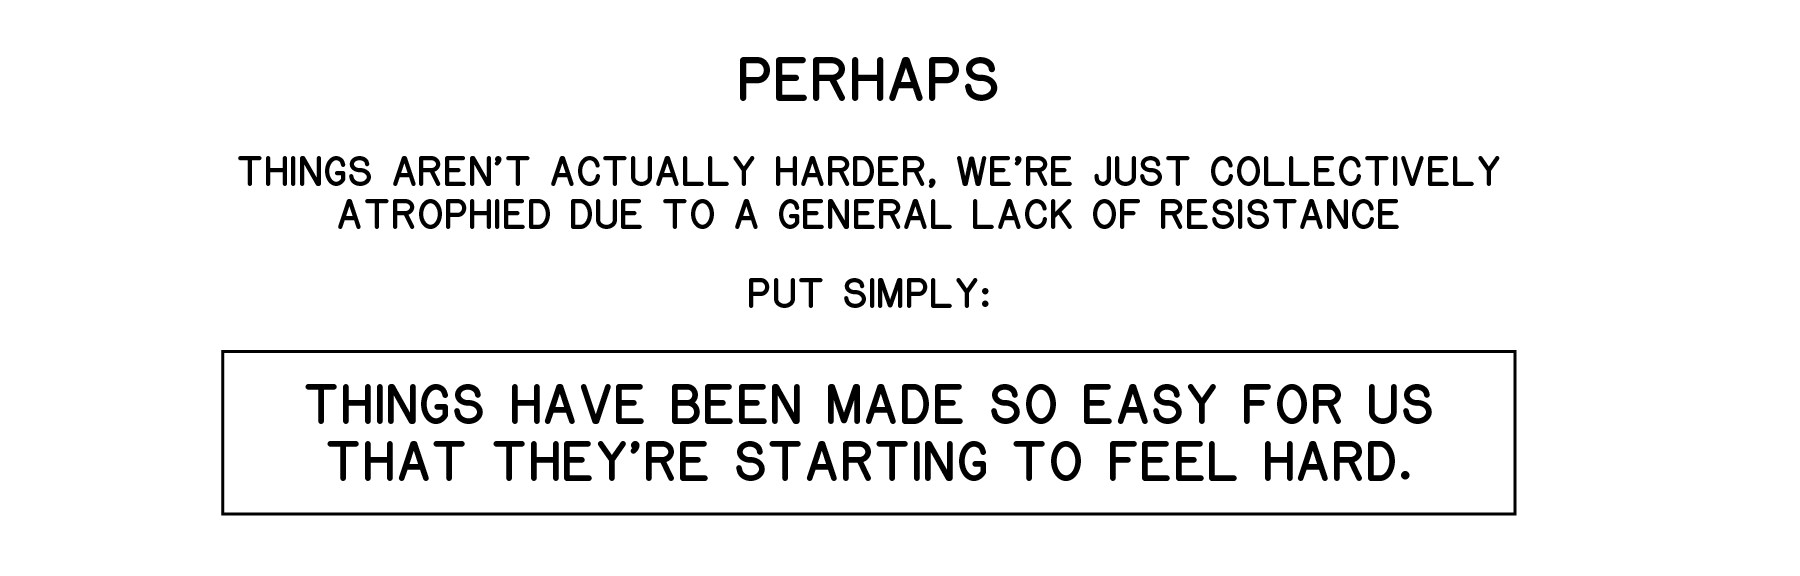 PERHAPS
THINGS AREN'T ACTUALLY HARDER, WE'RE JUST COLLECTIVELY
ATROPHIED DUE TO A GENERAL LACK OF RESISTANCE
PUT SIMPLY:
THINGS HAVE BEEN MADE SO EASY FOR US
THAT THEY'RE STARTING TO FEEL HARD.